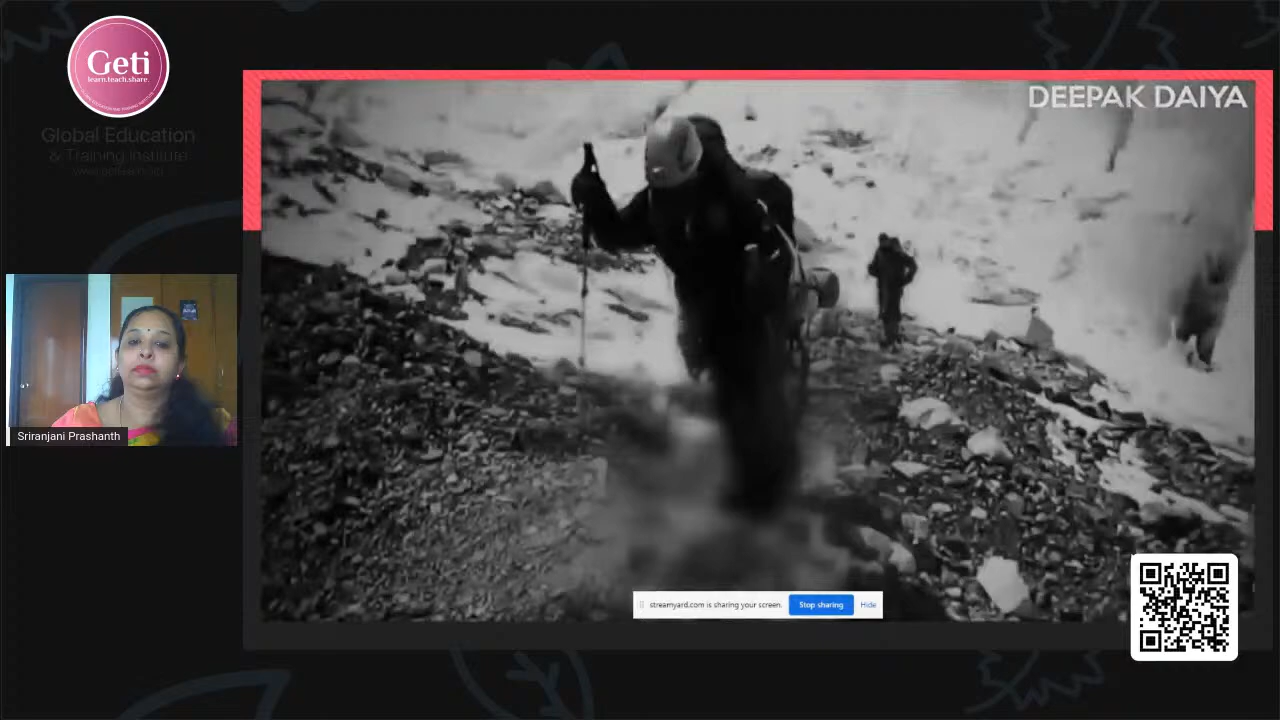 Geti
learn.teach.share.
Global Education
& Training Institute
DEEPAK DAIYA
Sriranjani Prashanth
streamyard.com is sharing your screen.
Stop sharing
Hide